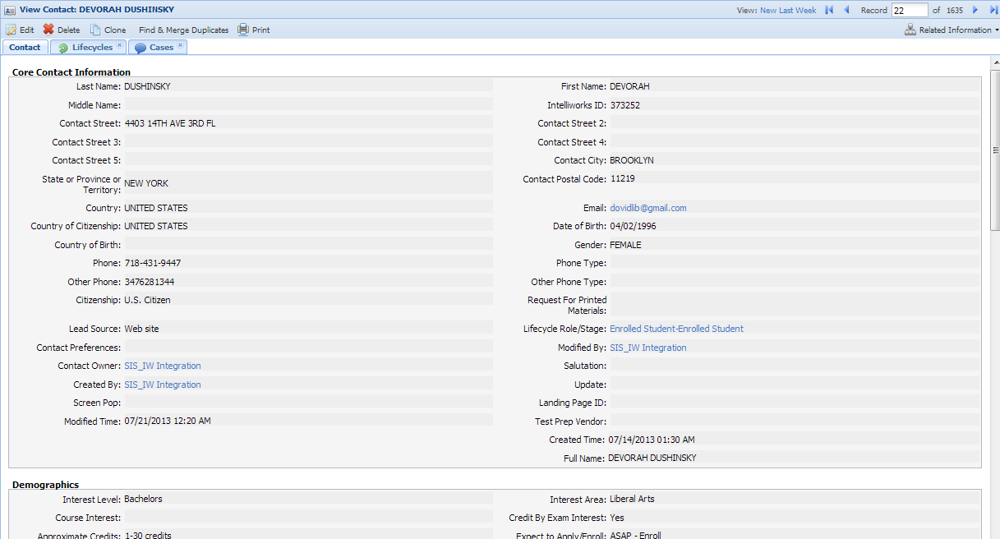 View Contact: DEVORAH DUSHINSKY View: New Last Week Record 22 of 1635
Edit Delete Clone Find & Merge Duplicates Print Related Information
Contact Lifecycles Cases
Core Contact Information
Last Name: DUSHINSKY First Name: DEVORAH
Middle Name: Intelliworks ID: 373252
Contact Street: 4403 14TH AVE 3RD FL Contact Street 2:
Contact Street 3: Contact Street 4:
Contact Street 5: Contact City: BROOKLYN
State or Province or Territory: NEW YORK Contact Postal Code: 11219
Country: UNITED STATES Email: dovidlib@gmail.com
Country of Citizenship: UNITED STATES Date of Birth: 04/02/1996
Country of Birth: Gender: FEMALE
Phone: 718-431-9447 Phone Type:
Other Phone: 3476281344 Other Phone Type:
Citizenship: U.S. Citizen Request For Printed Materials:
Lead Source: Web site Lifecycle Role/Stage: Enrolled Student-Enrolled Student
Contact Preferences: Modified By: SIS_IW Integration
Contact Owner: SIS_IW Integration Salutation:
Created By: SIS_IW Integration Update:
Screen Pop: Landing Page ID:
Modified Time: 07/21/2013 12:20 AM Test Prep Vendor:
Created Time: 07/14/2013 01:30 AM
Full Name: DEVORAH DUSHINSKY
Demographics
Interest Level: Bachelors Interest Area: Liberal Arts
Course Interest: Credit By Exam Interest: Yes
Approximate Credits: 1-30 credits Expect to Apply/Enroll: ASAP - Enroll